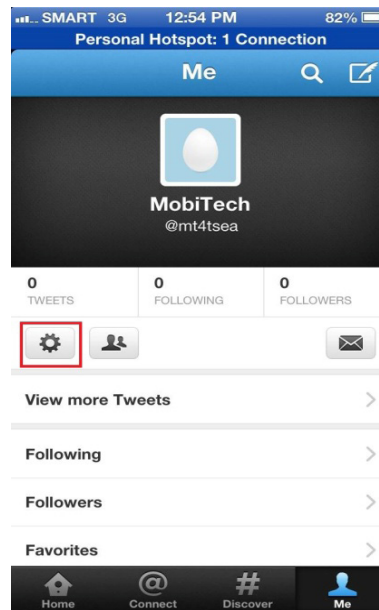 SMART 3G 12:54 PM 82%
Personal Hotspot: 1 Connection
Me
MobiTech
@mt4tsea
0 0 0
TWEETS FOLLOWING FOLLOWERS
View more Tweets
Following
Followers
Favorites
Home Connect Discover Me